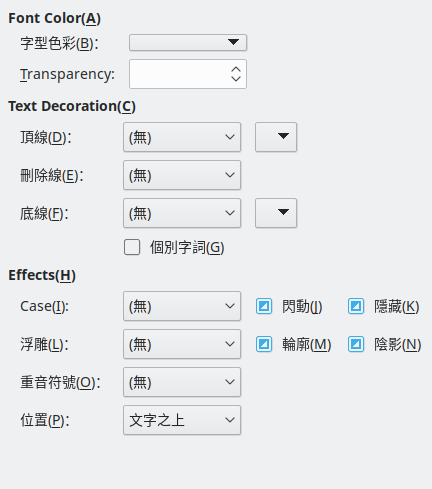 Font Color(A)
字型色彩(B):
Transparency:
Text Decoration(C)
頂線(D): (無)
刪除線(E): (無)
底線(F): (無)
個別字詞(G)
Effects(H)
Case(I): (無) 閃動(J) 隱藏(K)
浮雕(L): (無) 輪廓(M) 陰影(N)
重音符號(O): (無)
位置(P): 文字之上